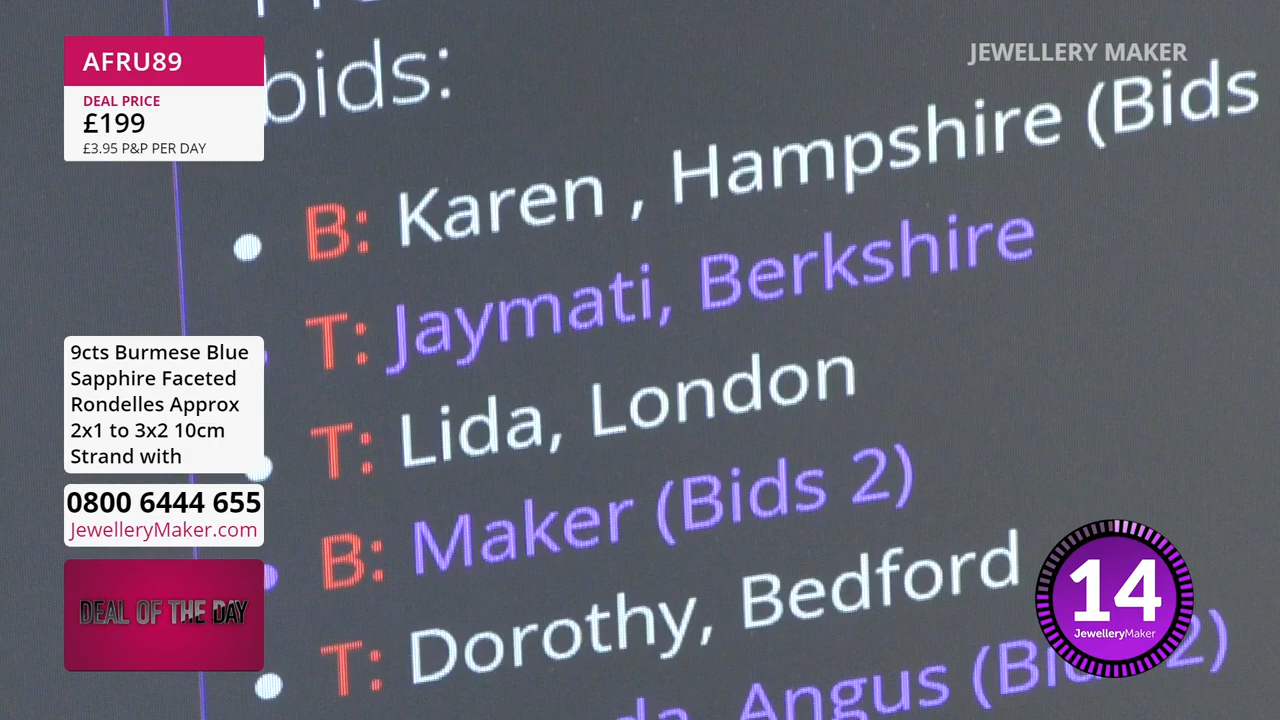 AFRU89
DEAL PRICE
£199
£3.95 P&P PER DAY
JEWELLERY MAKER
bids:
B: Karen , Hampshire (Bids
T: Jaymati, Berkshire
T: Lida, London
B: Maker (Bids 2)
T: Dorothy, Bedford
Angus (Bids 2)
9cts Burmese Blue
Sapphire Faceted
Rondelles Approx
2x1 to 3x2 10cm
Strand with
0800 6444 655
JewelleryMaker.com
DEAL OF THE DAY
14
JewelleryMaker